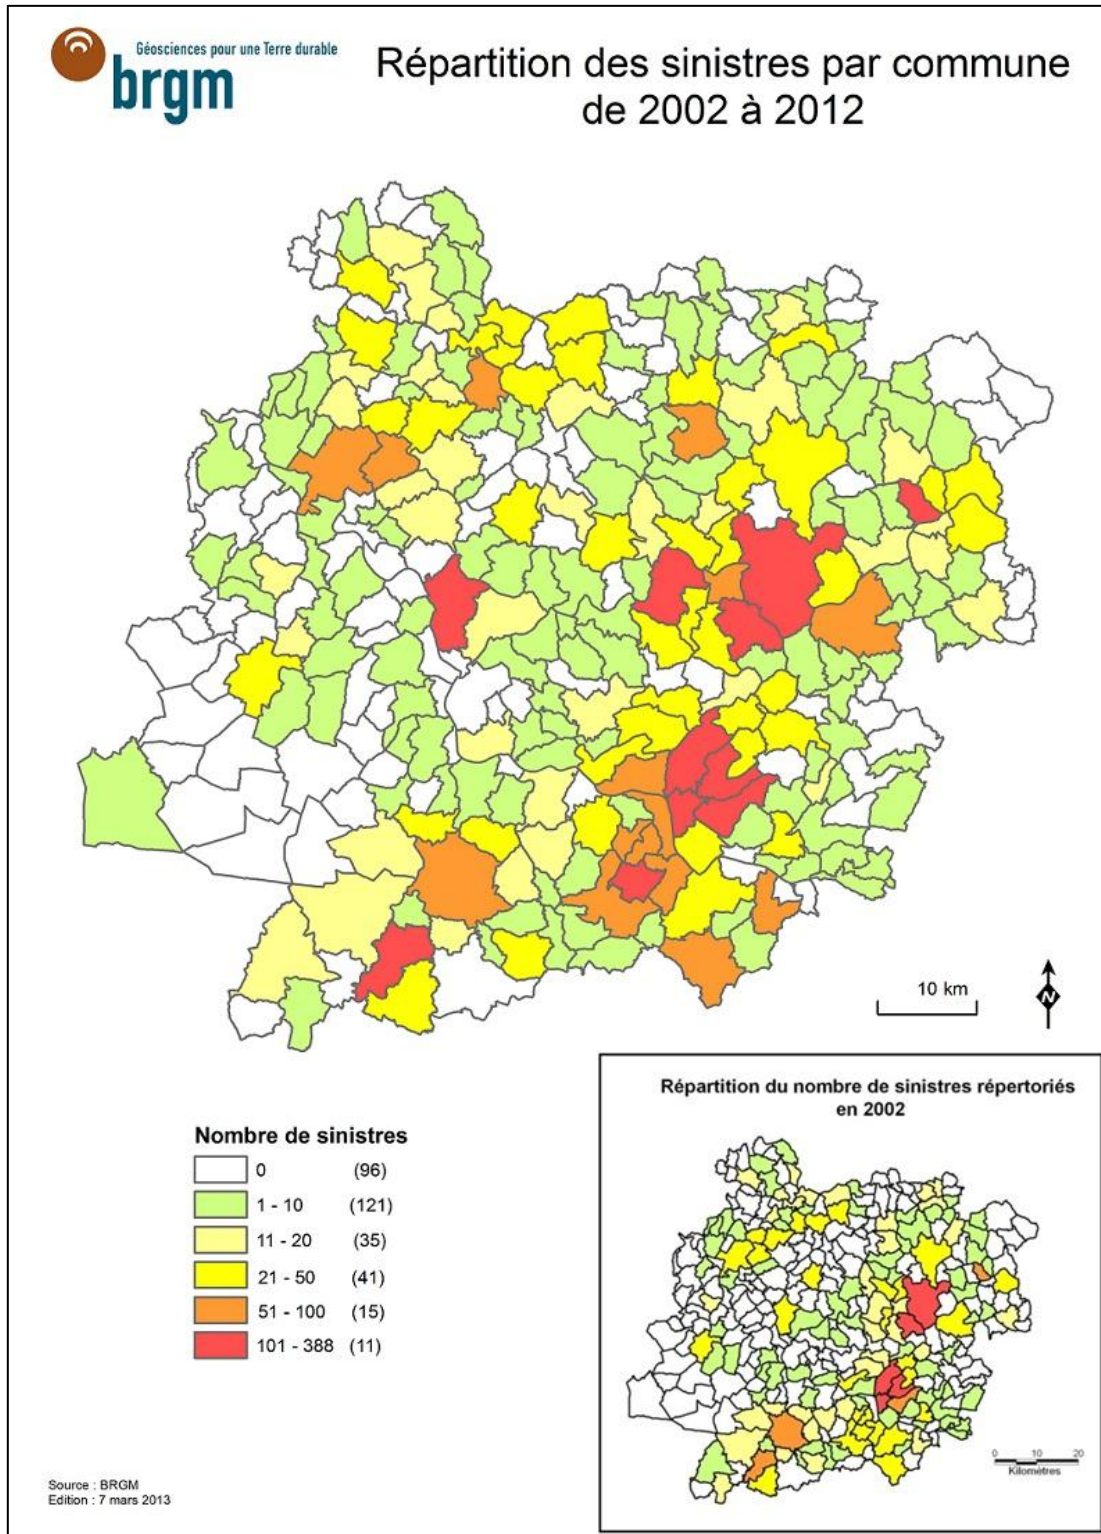 Géosciences pour une Terre durable
brgm
Répartition des sinistres par commune
de 2002 à 2012
10 km
N
Répartition du nombre de sinistres répertoriés
en 2002
Nombre de sinistres
0 (96)
1 - 10 (121)
11 - 20 (35)
21 - 50 (41)
51 - 100 (15)
101 - 388 (11)
0 10 20
Kilomètres
Source : BRGM
Edition : 7 mars 2013